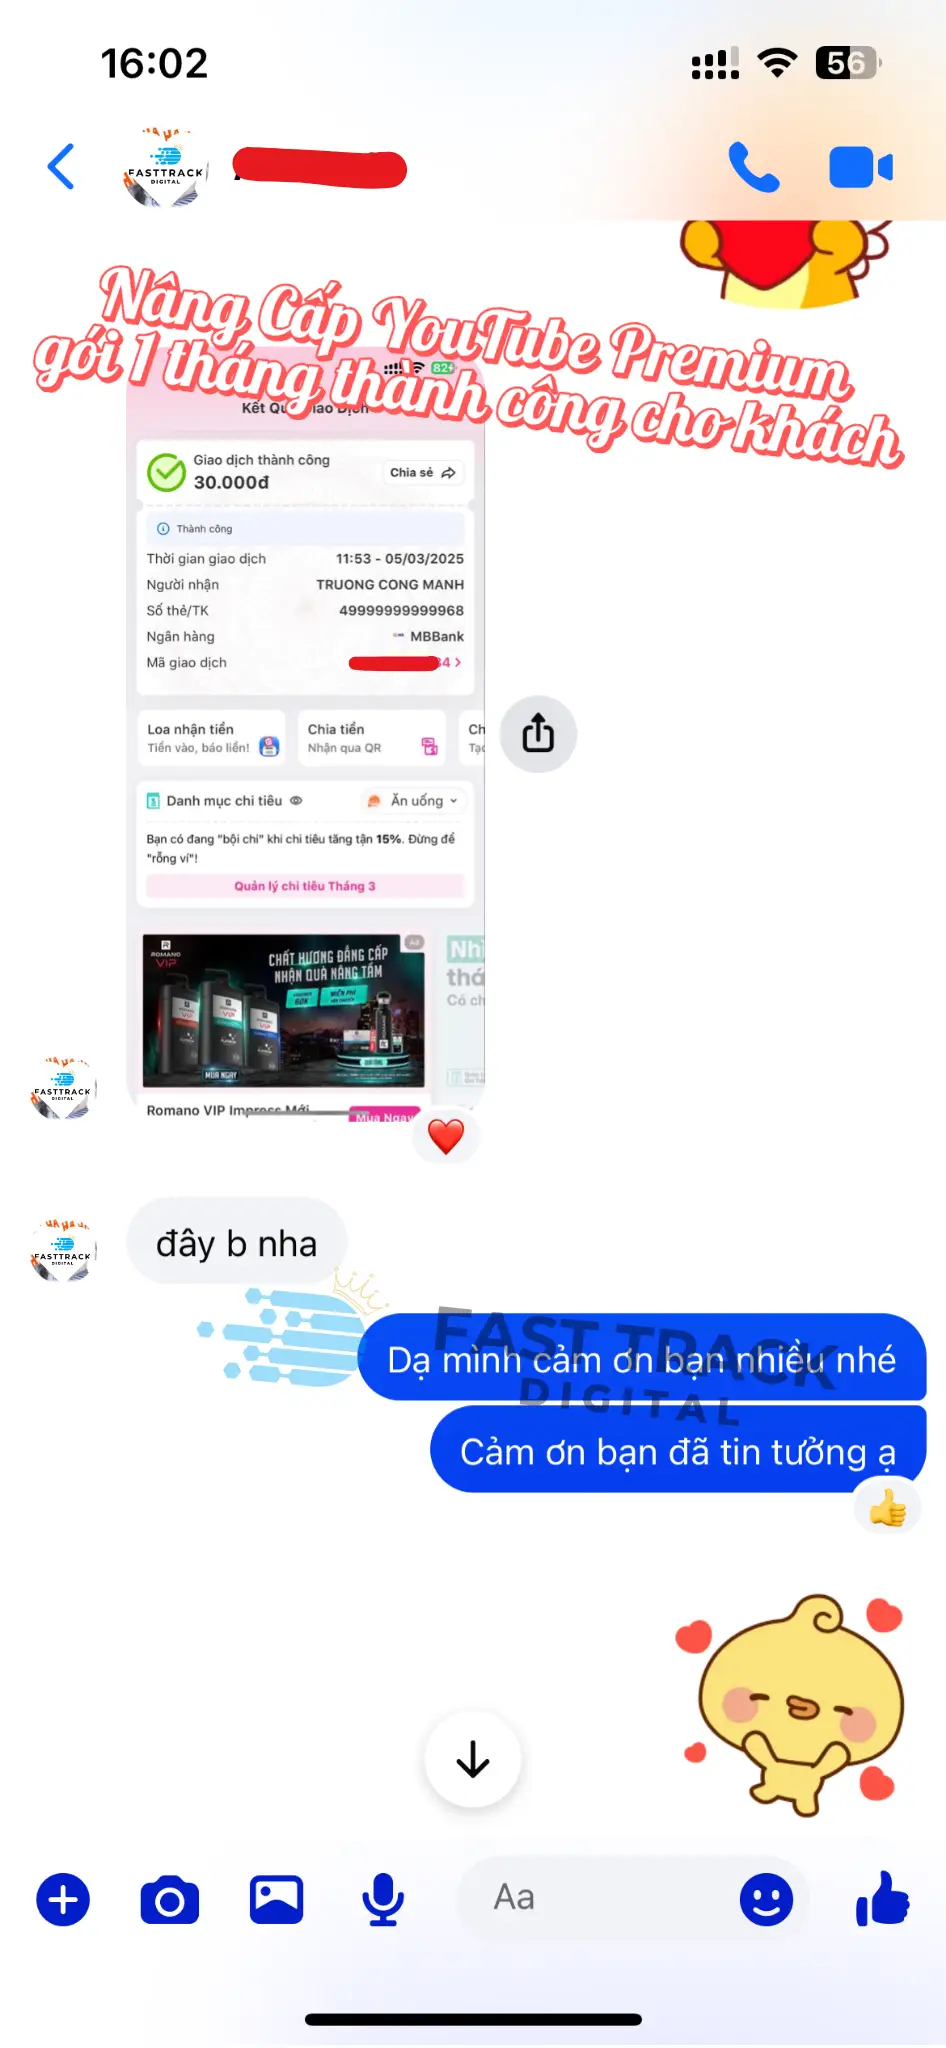 16:02
56
FASTTRACK
DIGITAL
Nâng Cấp YouTube Premium
gói 1 tháng thành công cho khách
82
Kết Quả Giao Dịch
Giao dịch thành công
30.000đ
Chia sẻ
Thành công
Thời gian giao dịch 11:53 - 05/03/2025
Người nhận TRUONG CONG MANH
Số thẻ/TK 49999999999968
Ngân hàng MBBank
Mã giao dịch 34
Loa nhận tiền
Tiền vào, báo liền!
Chia tiền
Nhận qua QR
Ch
Tạo
Danh mục chi tiêu
Ăn uống
Bạn có đang "bội chi" khi chi tiêu tăng tận 15%. Đừng để
"rỗng ví"!
Quản lý chi tiêu Tháng 3
ROMANO
VIP
CHẤT HƯƠNG ĐẲNG CẤP
NHẬN QUÀ NÂNG TẦM
Ad
MUA NGAY
Nhi
thá
Có ch
Romano VIP Impress Mới
Mua Ngay
FASTTRACK
DIGITAL
đây b nha
FASTTRACK
DIGITAL
FAST TRACK
DIGITAL
Dạ mình cảm ơn bạn nhiều nhé
Cảm ơn bạn đã tin tưởng ạ
Aa